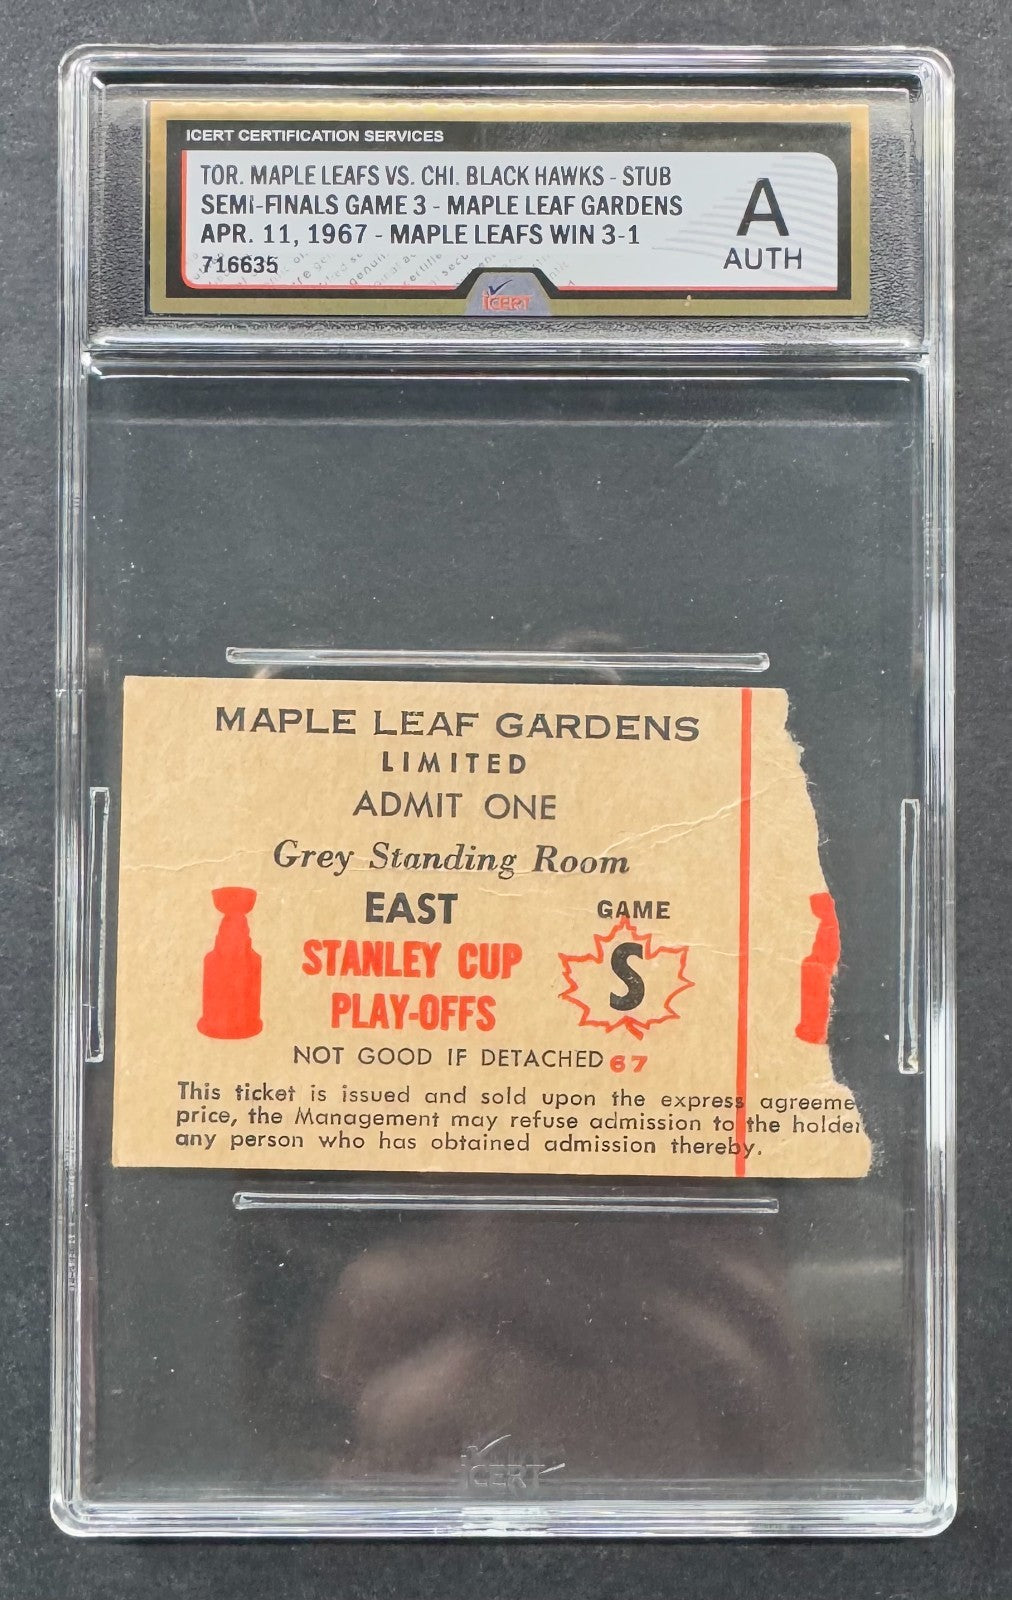 ICERT CERTIFICATION SERVICES
TOR. MAPLE LEAFS VS. CHI. BLACK HAWKS - STUB
SEMI-FINALS GAME 3 - MAPLE LEAF GARDENS
APR. 11, 1967 - MAPLE LEAFS WIN 3-1
716635
A
AUTH
ICERT
MAPLE LEAF GARDENS
LIMITED
ADMIT ONE
Grey Standing Room
EAST
GAME
STANLEY CUP
S
PLAY-OFFS
NOT GOOD IF DETACHED 67
This ticket is issued and sold upon the express agreeme
price, the Management may refuse admission to the holder
any person who has obtained admission thereby.
ICERT